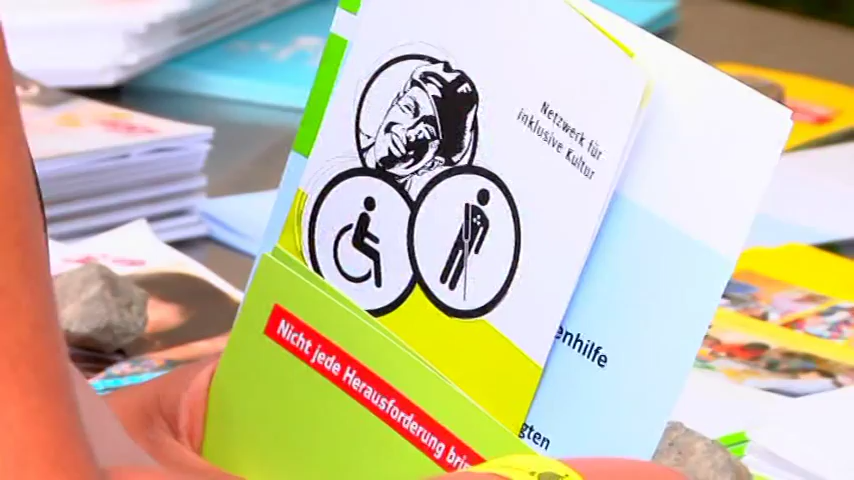 Netzwerk für
inklusive Kultur
enhilfe
Nicht jede Herausforderung brin
gten